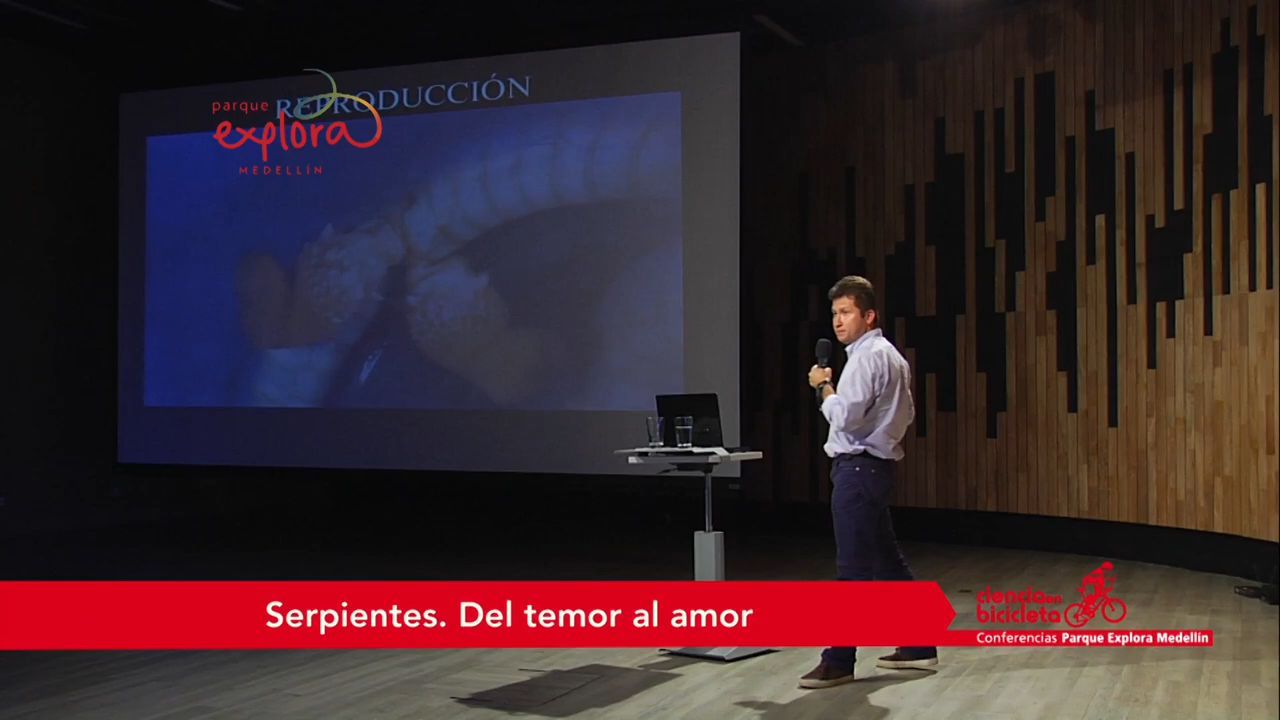 REPRODUCCIÓN
parque
explora
MEDELLÍN
Serpientes. Del temor al amor
ciencia en
bicicleta
Conferencias Parque Explora Medellín